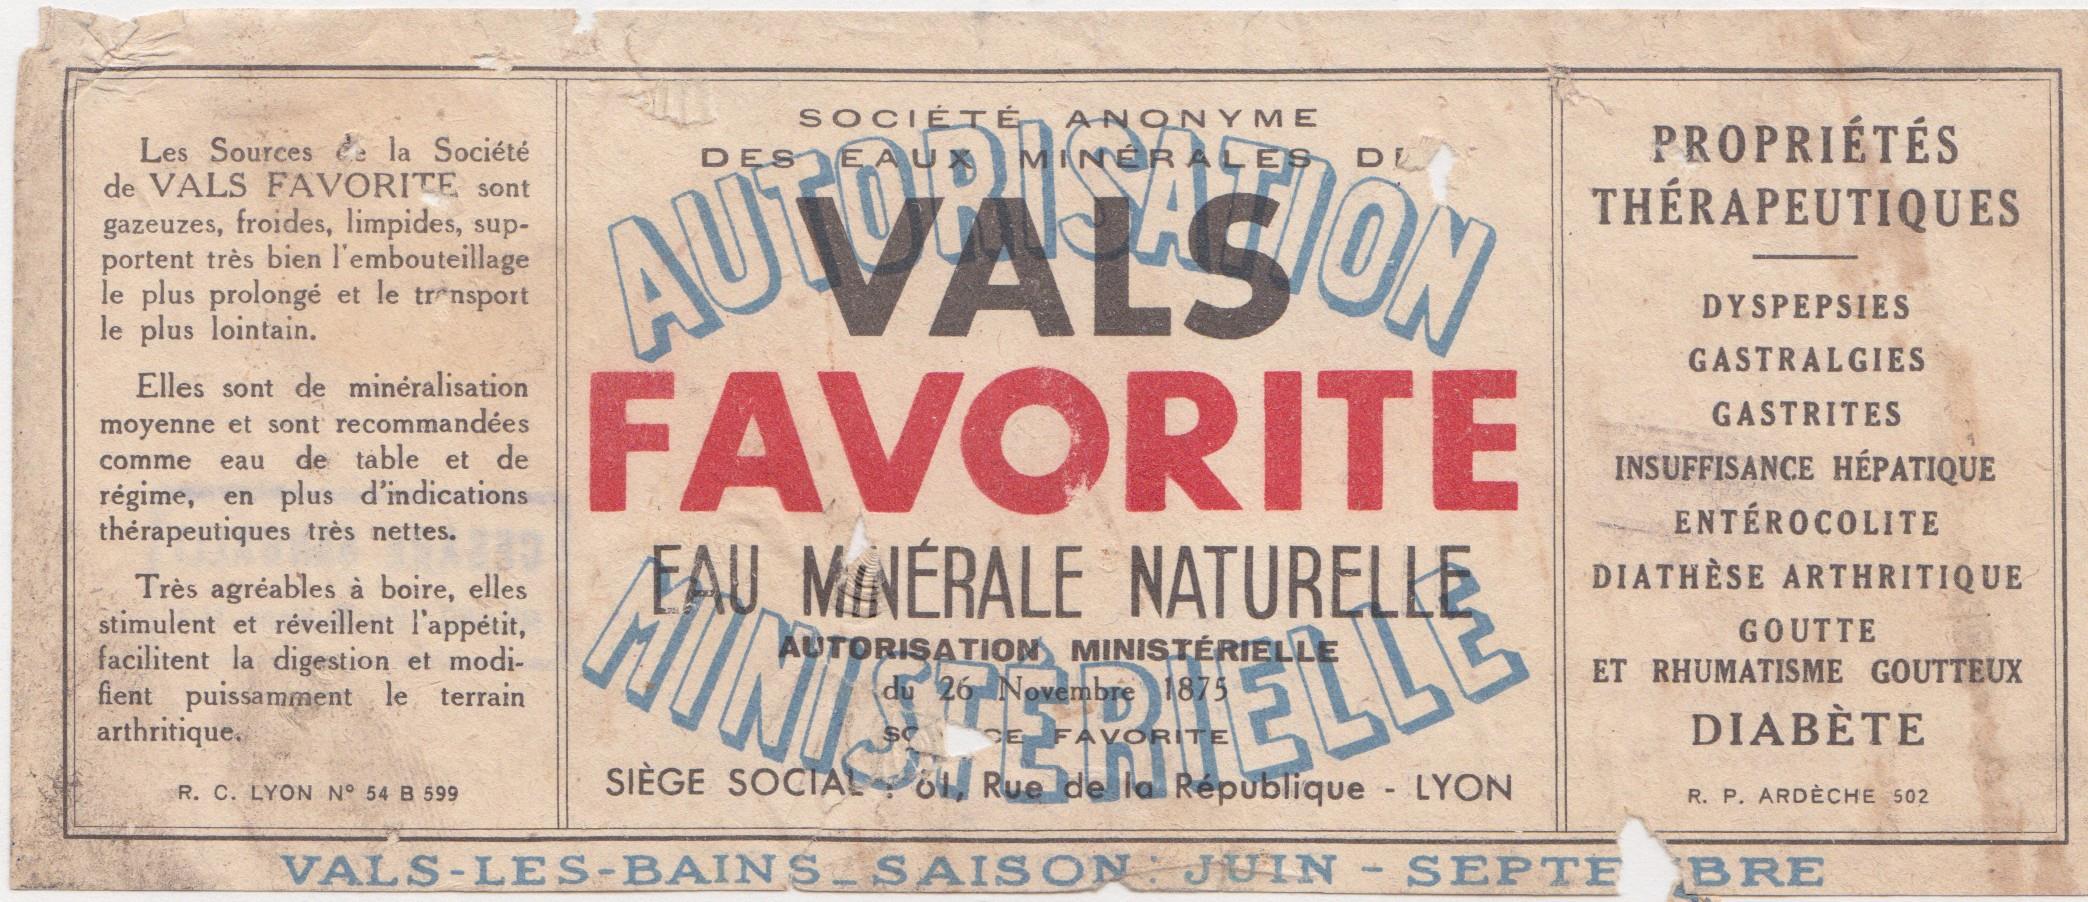 Les Sources de la Société
de VALS FAVORITE sont
gazeuzes, froides, limpides, sup-
portent très bien l'embouteillage
le plus prolongé et le transport
le plus lointain.
Elles sont de minéralisation
moyenne et sont recommandées
comme eau de table et de
régime, en plus d'indications
thérapeutiques très nettes.
Très agréables à boire, elles
stimulent et réveillent l'appétit,
facilitent la digestion et modi-
fient puissamment le terrain
arthritique.
R. C. LYON N° 54 B 599
SOCIÉTÉ ANONYME
DES EAUX MINÉRALES
AUTORISATION
VALS
FAVORITE
EAU MINÉRALE NATURELLE
MINISTÉRIELLE
AUTORISATION MINISTÉRIELLE
du 26 Novembre 1875
FAVORITE
SIÈGE SOCIAL : 61, Rue de la République - LYON
PROPRIÉTÉS
THÉRAPEUTIQUES
DYSPEPSIES
GASTRALGIES
GASTRITES
INSUFFISANCE HÉPATIQUE
ENTÉROCOLITE
DIATHÈSE ARTHRITIQUE
GOUTTE
ET RHUMATISME GOUTTEUX
DIABÈTE
R. P. ARDÈCHE 502
VALS-LES-BAINS_SAISON: JUIN - SEPTEMBRE